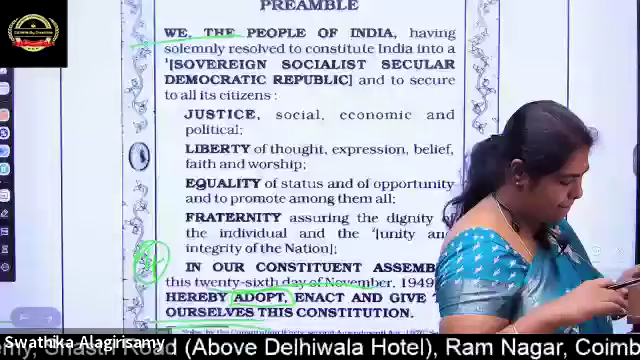 PREAMBLE
WE, THE PEOPLE OF INDIA, having
solemnly resolved to constitute India into a
¹[SOVEREIGN SOCIALIST SECULAR
DEMOCRATIC REPUBLIC] and to secure
to all its citizens :
JUSTICE, social, economic and
political;
LIBERTY of thought, expression, belief,
faith and worship;
EQUALITY of status and of opportunity
and to promote among them all;
FRATERNITY assuring the dignity
the individual and the ²[unity
integrity of the Nation];
IN OUR CONSTITUENT
this twenty-sixth day of November, 1949
HEREBY ADOPT, ENACT AND GIVE
OURSELVES THIS CONSTITUTION.
Swathika Alagirisamy
Road (Above Delhiwala Hotel), Ram Nagar,